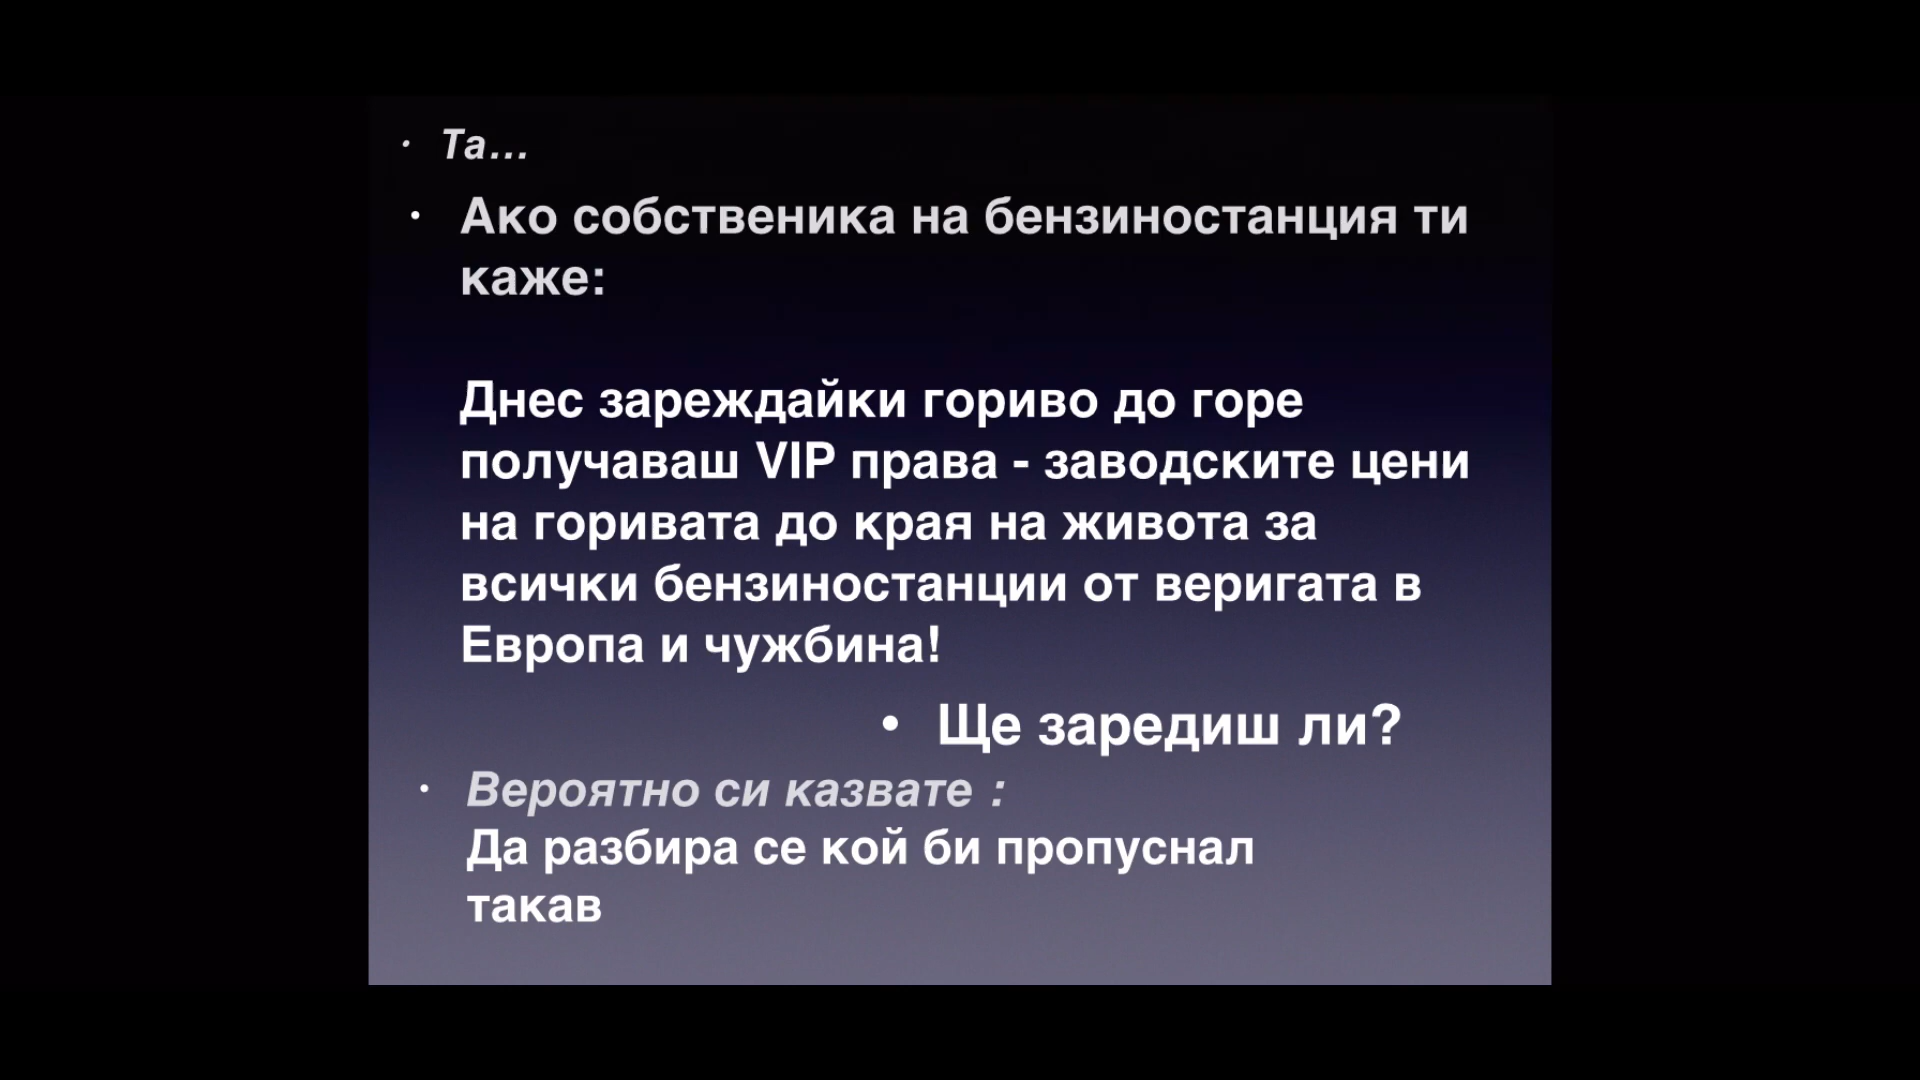 • Та...
• Ако собственика на бензиностанция ти
каже:
Днес зареждайки гориво до горе
получаваш VIP права - заводските цени
на горивата до края на живота за
всички бензиностанции от веригата в
Европа и чужбина!
• Ще заредиш ли?
• Вероятно си казвате :
Да разбира се кой би пропуснал
такав